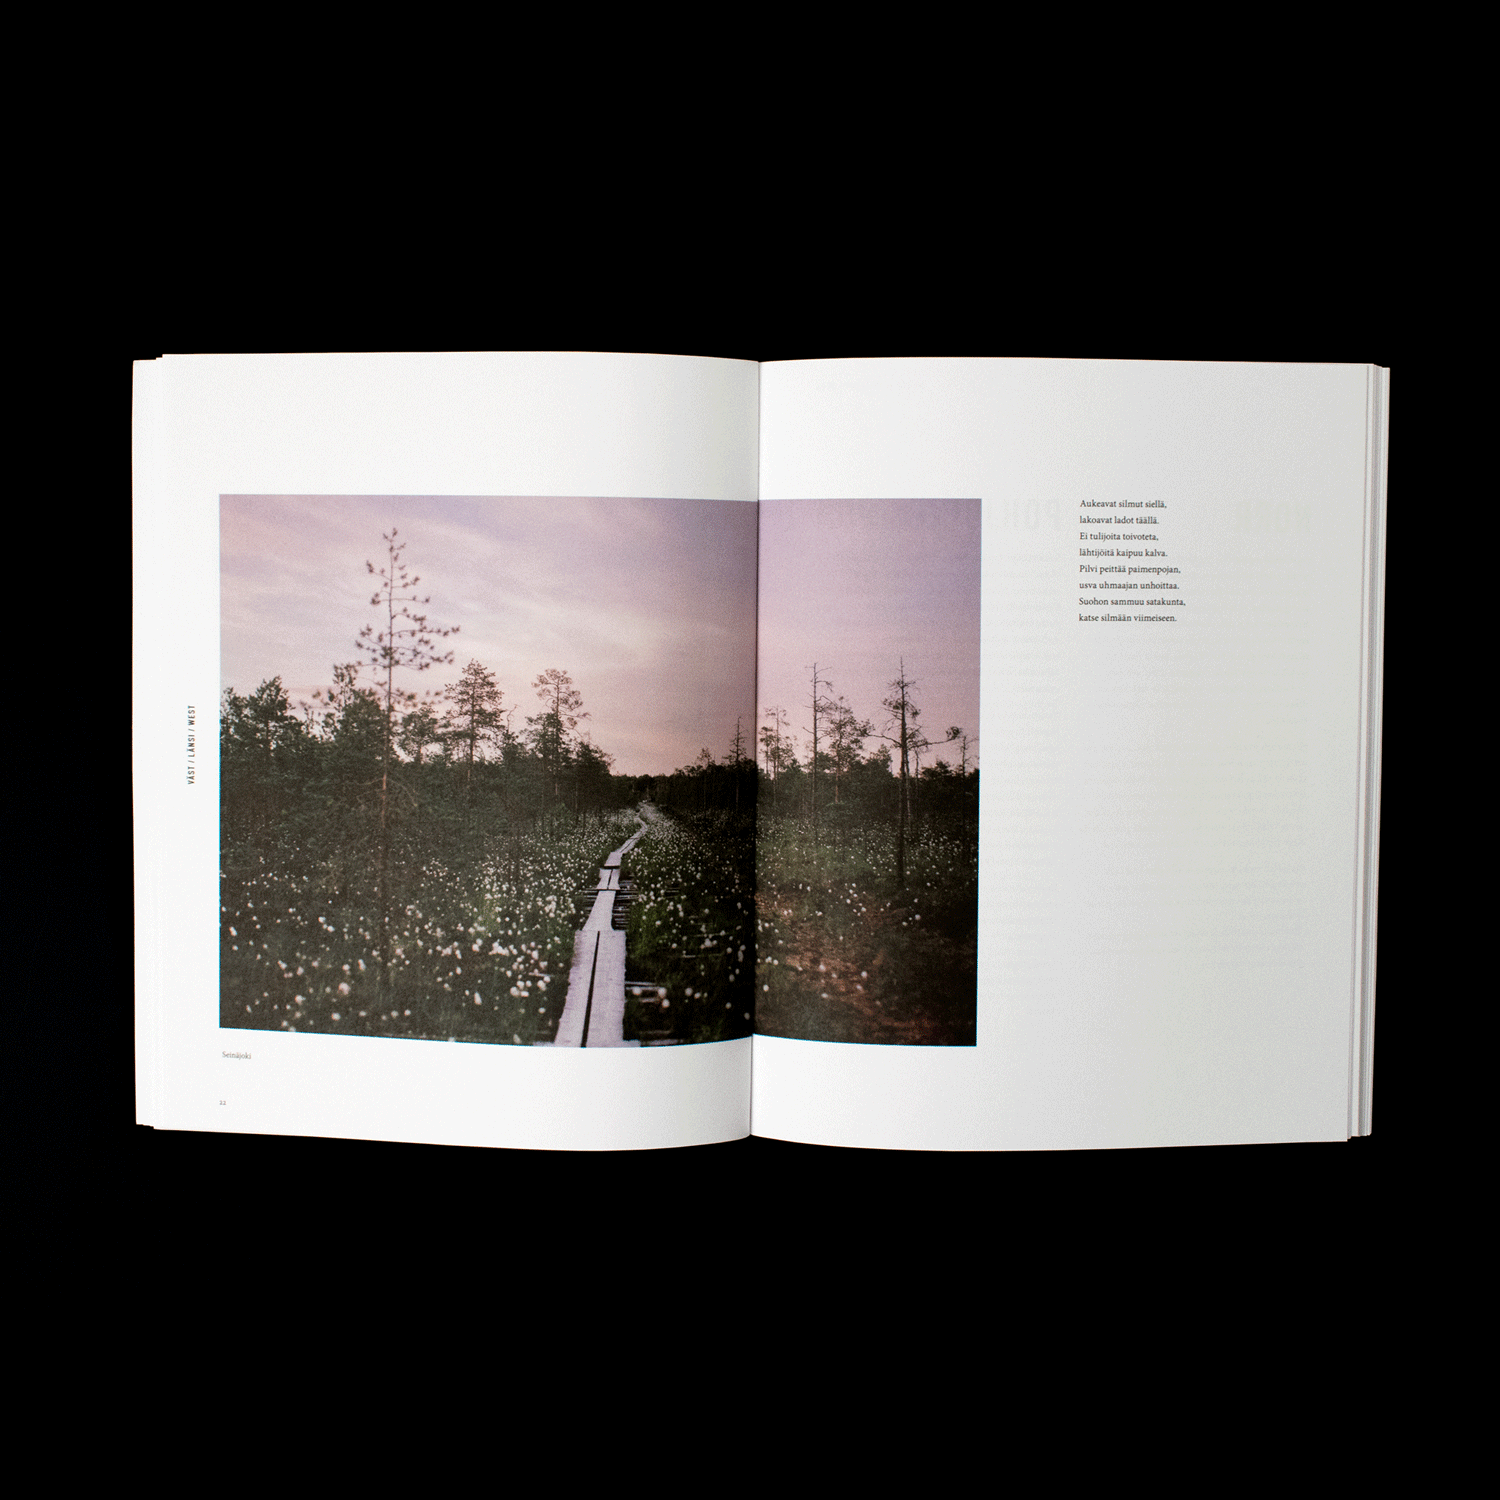 VÄST / LÄNSI / WEST
Seinäjoki
22
Aukeavat silmut siellä,
lakoavat ladot täällä.
Ei tulijoita toivoteta,
lähtijöitä kaipuu kalva.
Pilvi peittää paimenpojan,
usva uhmaajan unhoittaa.
Suohon sammuu satakunta,
katse silmään viimeiseen.